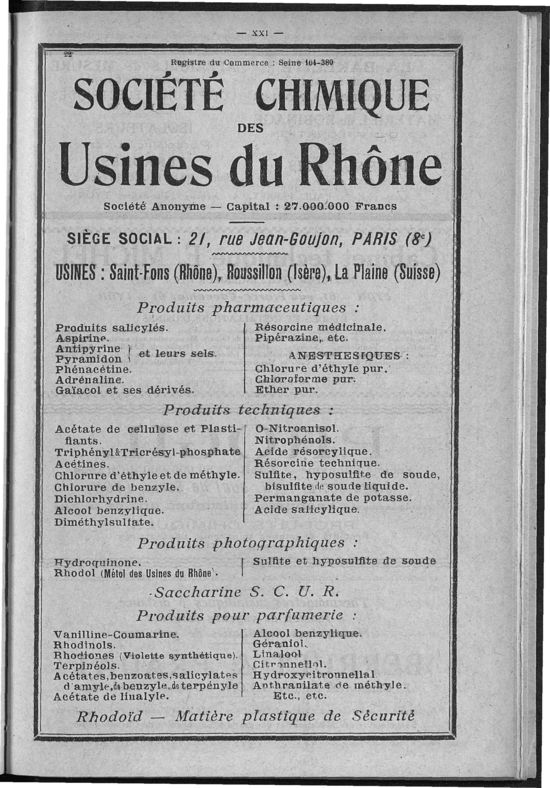 — XXI —
22
Registre du Commerce : Seine 104-380
SOCIÉTÉ CHIMIQUE
DES
Usines du Rhône
Société Anonyme — Capital : 27.000.000 Francs
SIÈGE SOCIAL : 21, rue Jean-Goujon, PARIS (8e)
USINES : Saint-Fons (Rhône), Roussillon (Isère), La Plaine (Suisse)
Produits pharmaceutiques :
Produits salicylés.
Aspirine.
Antipyrine
Pyramidon } et leurs sels.
Phénacétine.
Adrénaline.
Gaïacol et ses dérivés.
Résorcine médicinale.
Pipérazine, etc.
ANESTHESIQUES :
Chlorure d'éthyle pur.
Chloroforme pur.
Ether pur.
Produits techniques :
Acétate de cellulose et Plasti-
fiants.
Triphényl & Tricrésyl-phosphate
Acétines.
Chlorure d'éthyle et de méthyle.
Chlorure de benzyle.
Dichlorhydrine.
Alcool benzylique.
Diméthylsulfate.
O-Nitroanisol.
Nitrophénols.
Acide résorcylique.
Résorcine technique.
Sulfite, hyposulfite de soude,
bisulfite de soude liquide.
Permanganate de potasse.
Acide salicylique.
Produits photographiques :
Hydroquinone.
Rhodol (Métol des Usines du Rhône).
Sulfite et hyposulfite de soude
Saccharine S. C. U. R.
Produits pour parfumerie :
Vanilline-Coumarine.
Rhodinols.
Rhodiones (Violette synthétique).
Terpinéols.
Acétates, benzoates, salicylates
d'amyle, de benzyle, de terpényle
Acétate de linalyle.
Alcool benzylique.
Géraniol.
Linalool
Citronnellol.
Hydroxycitronnellal
Anthranilate de méthyle.
Etc., etc.
Rhodoïd — Matière plastique de Sécurité